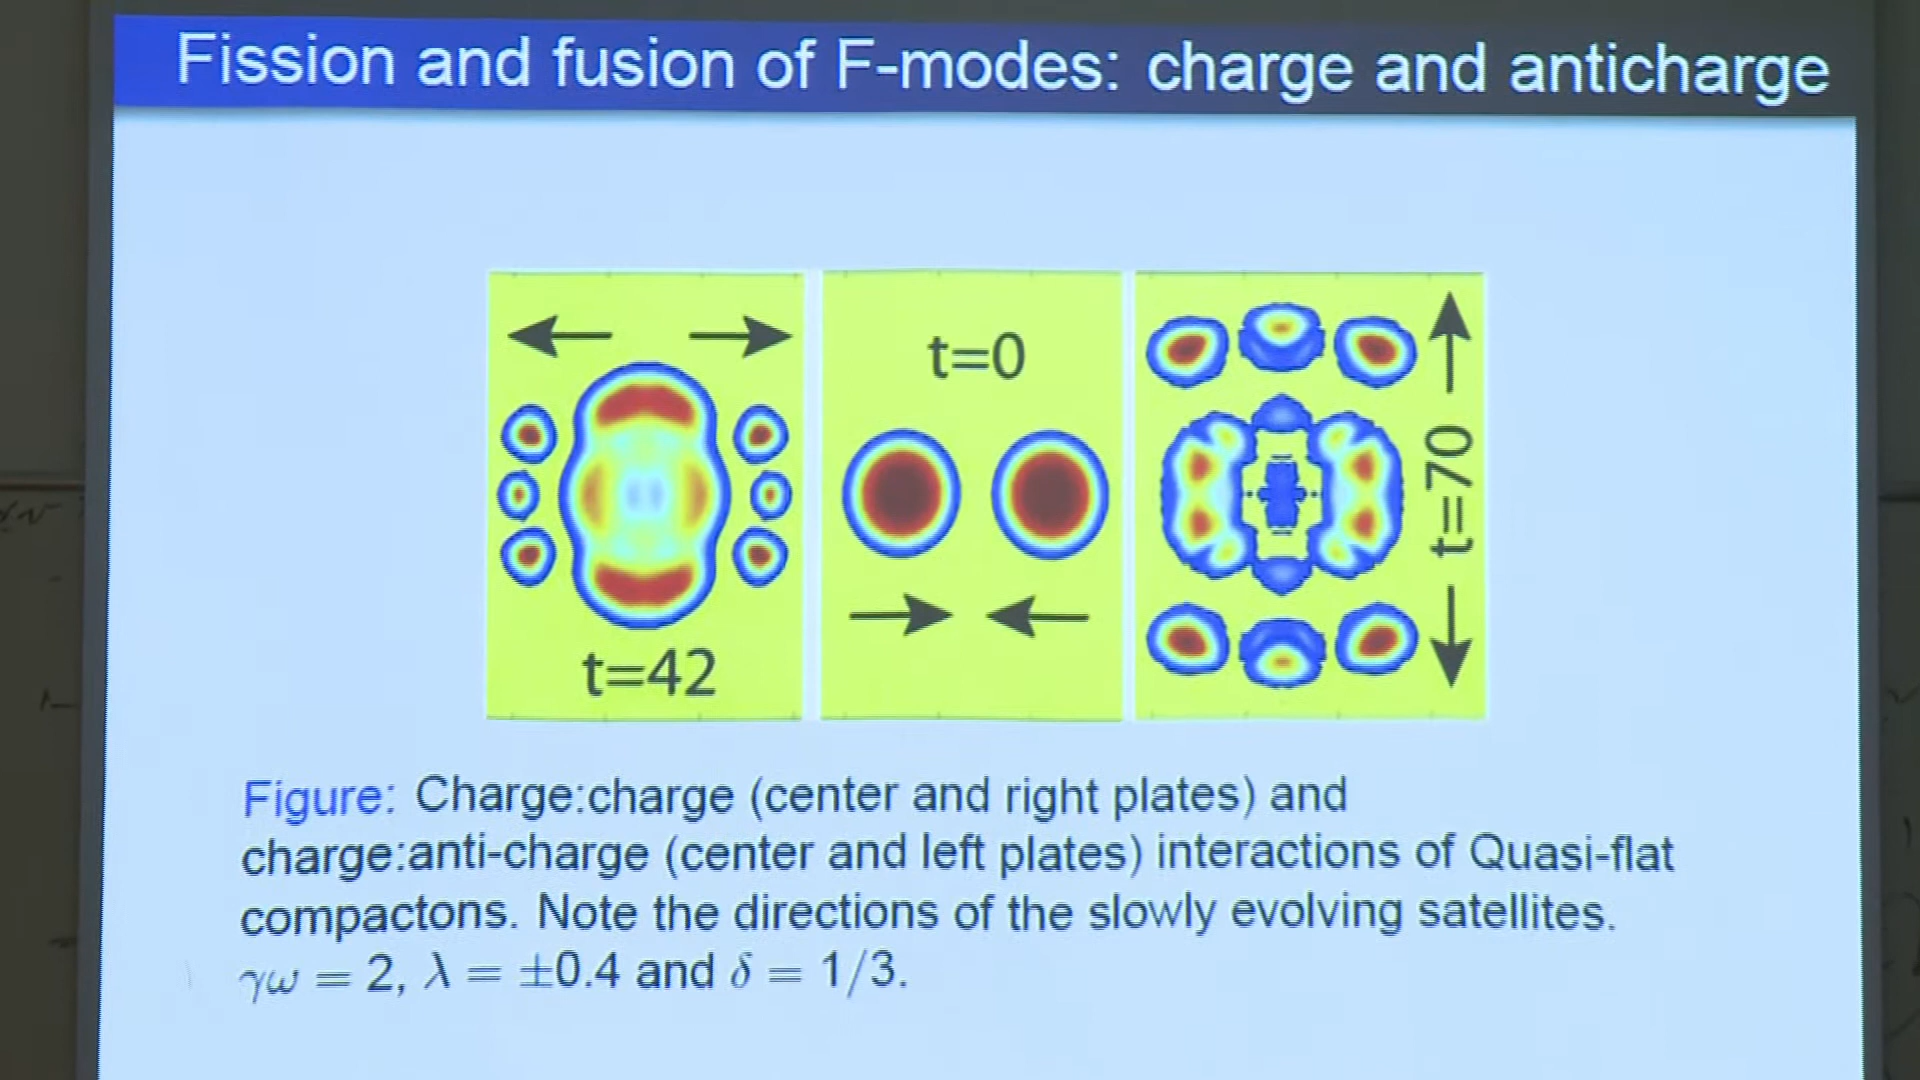 Fission and fusion of F-modes: charge and anticharge
t=42
t=0
t=70
Figure: Charge:charge (center and right plates) and
charge:anti-charge (center and left plates) interactions of Quasi-flat
compactons. Note the directions of the slowly evolving satellites.
γω = 2, λ = ±0.4 and δ = 1/3.